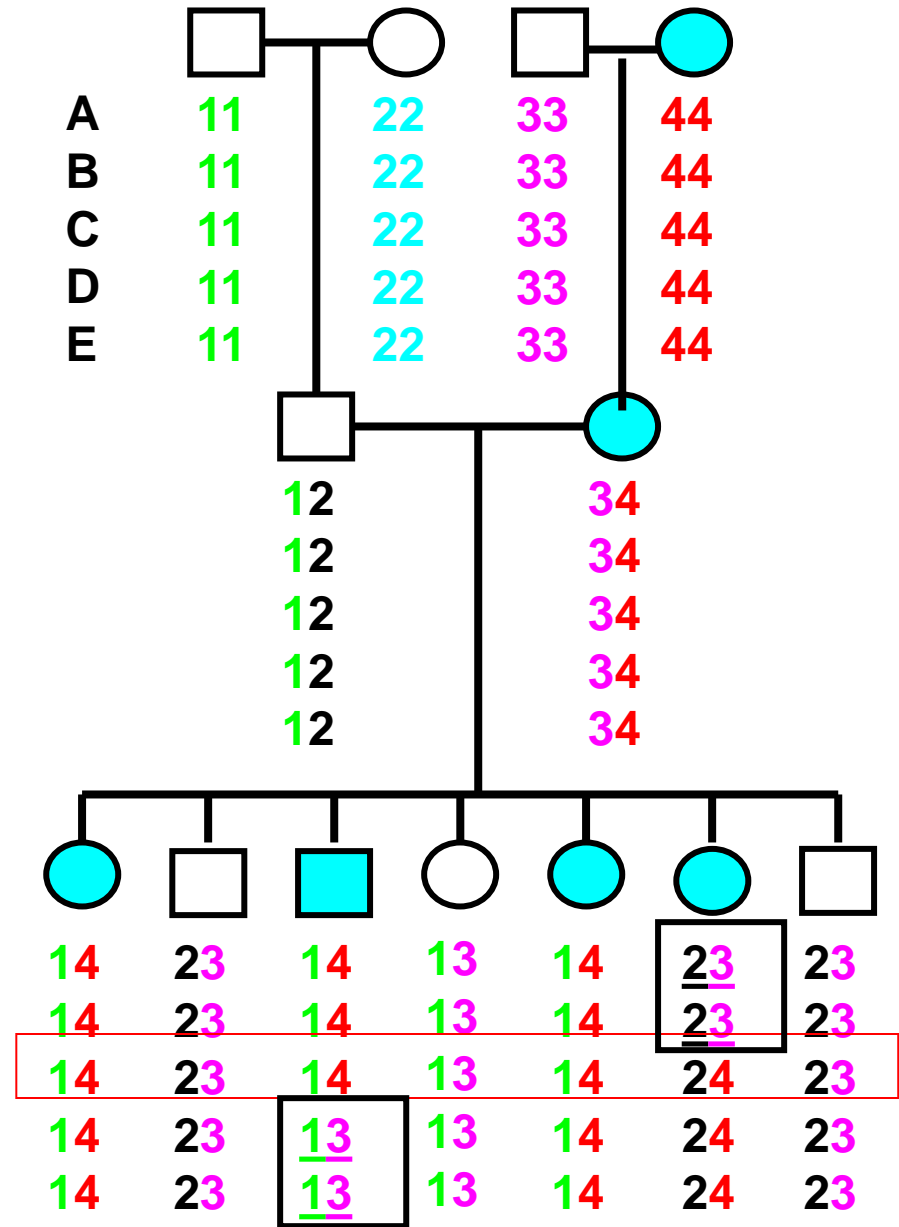 A 11 22 33 44
B 11 22 33 44
C 11 22 33 44
D 11 22 33 44
E 11 22 33 44
12 34
12 34
12 34
12 34
12 34
14 23 14 13 14 23 23
14 23 14 13 14 23 23
14 23 14 13 14 24 23
14 23 13 13 14 24 23
14 23 13 13 14 24 23